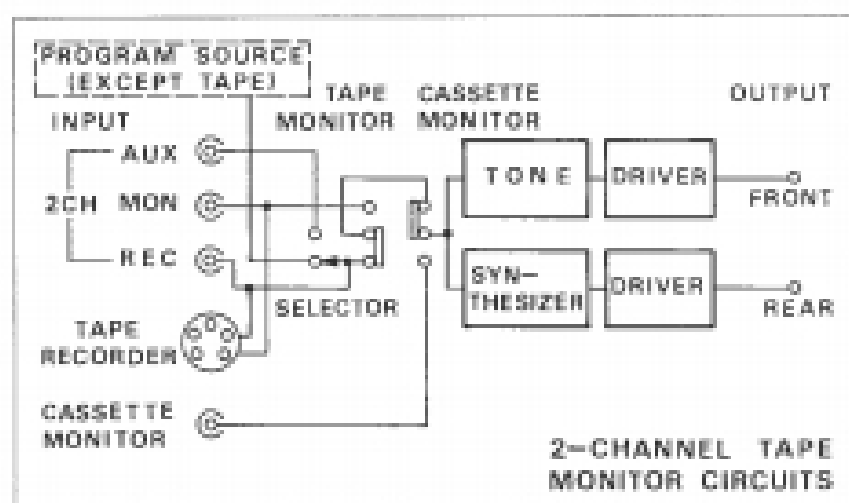 PROGRAM SOURCE
(EXCEPT TAPE)
TAPE
MONITOR
CASSETTE
MONITOR
OUTPUT
INPUT
2CH
AUX
MON
REC
SELECTOR
TONE
DRIVER
FRONT
SYN-
THESIZER
DRIVER
REAR
TAPE
RECORDER
CASSETTE
MONITOR
2-CHANNEL TAPE
MONITOR CIRCUITS